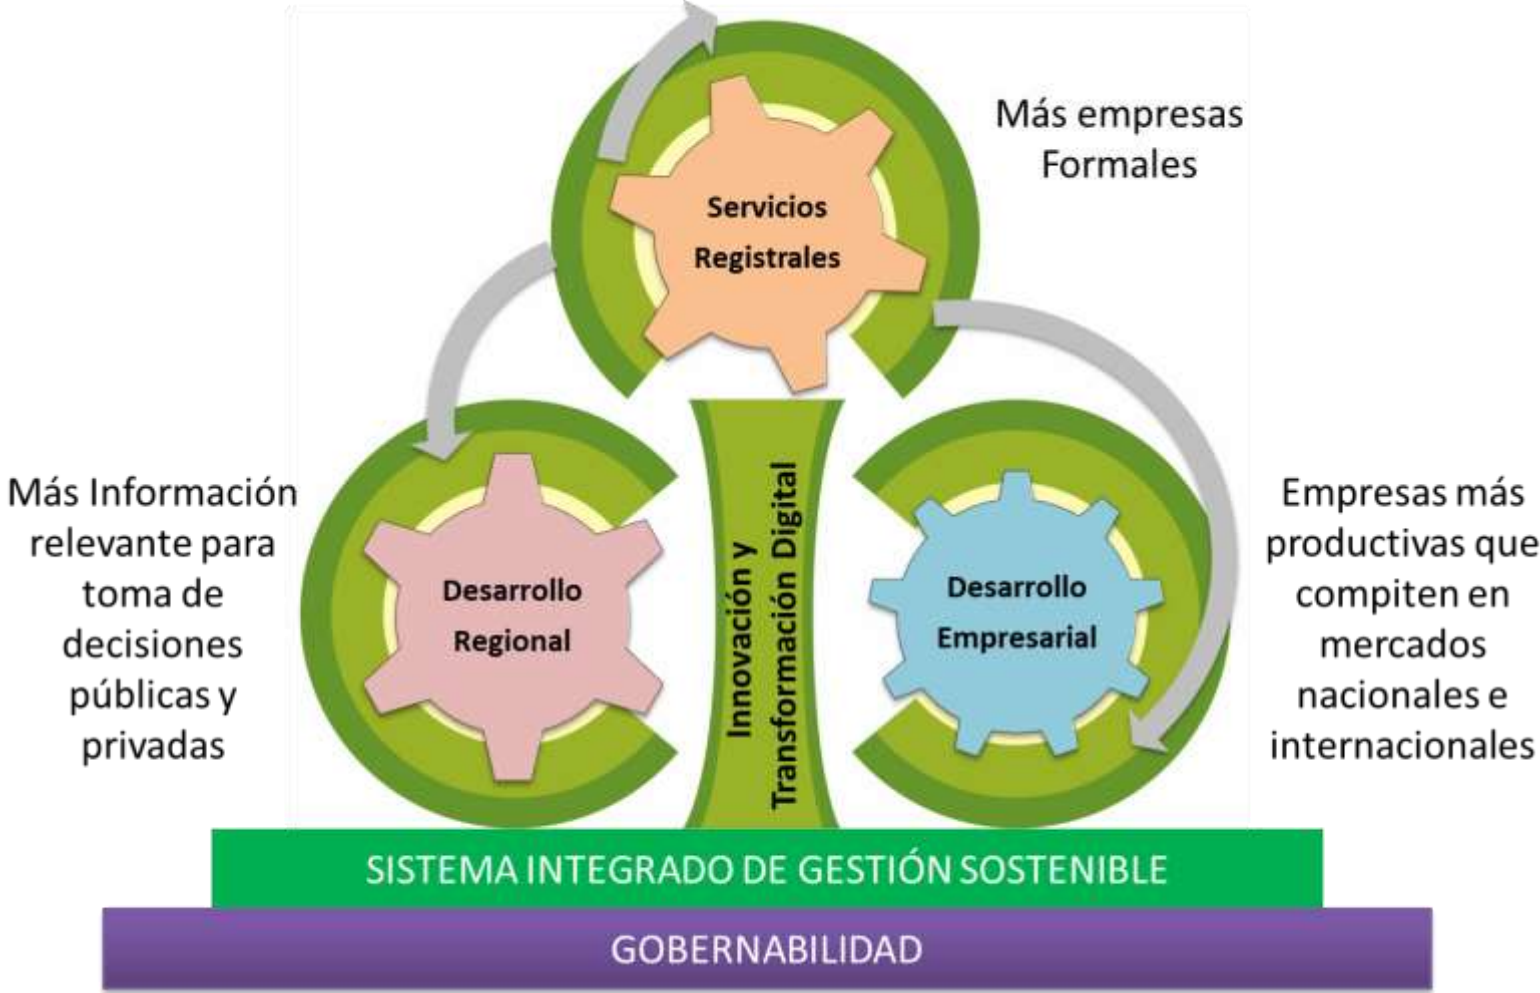 Más empresas
Formales
Servicios
Registrales
Más Información
relevante para
toma de
decisiones
públicas y
privadas
Desarrollo
Regional
Innovación y
Transformación Digital
Desarrollo
Empresarial
Empresas más
productivas que
compiten en
mercados
nacionales e
internacionales
SISTEMA INTEGRADO DE GESTIÓN SOSTENIBLE
GOBERNABILIDAD